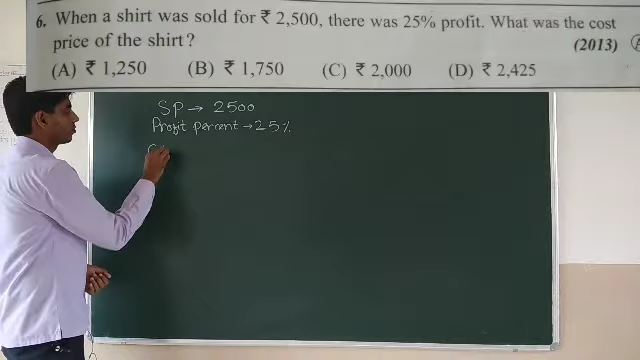 6. When a shirt was sold for ₹ 2,500, there was 25% profit. What was the cost
price of the shirt? (2013)
(A) ₹ 1,250 (B) ₹ 1,750 (C) ₹ 2,000 (D) ₹ 2,425
SP → 2500
Profit percent → 25%
C